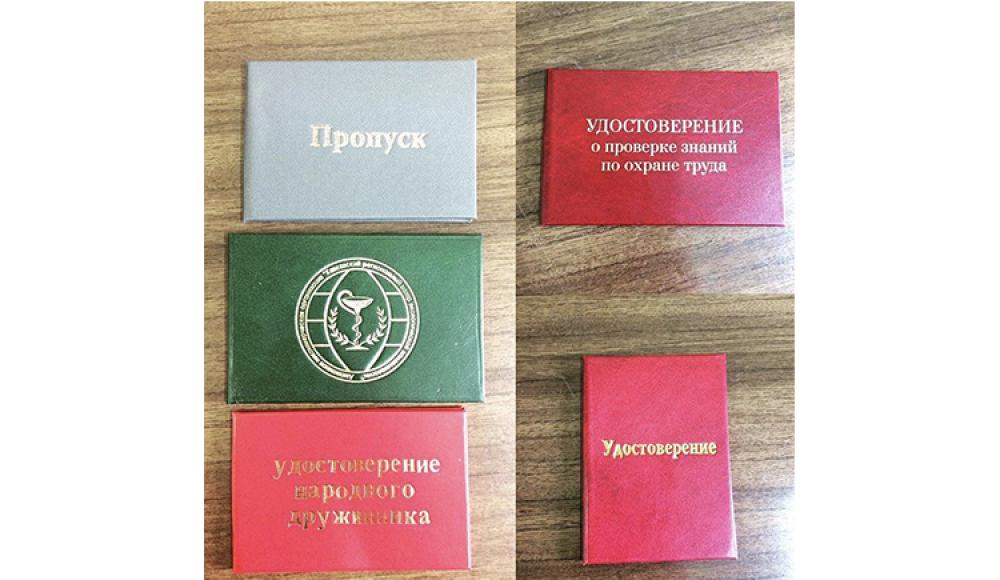 Пропуск
удостоверение
народного
дружинника
УДОСТОВЕРЕНИЕ
о проверке знаний
по охране труда
Удостоверение